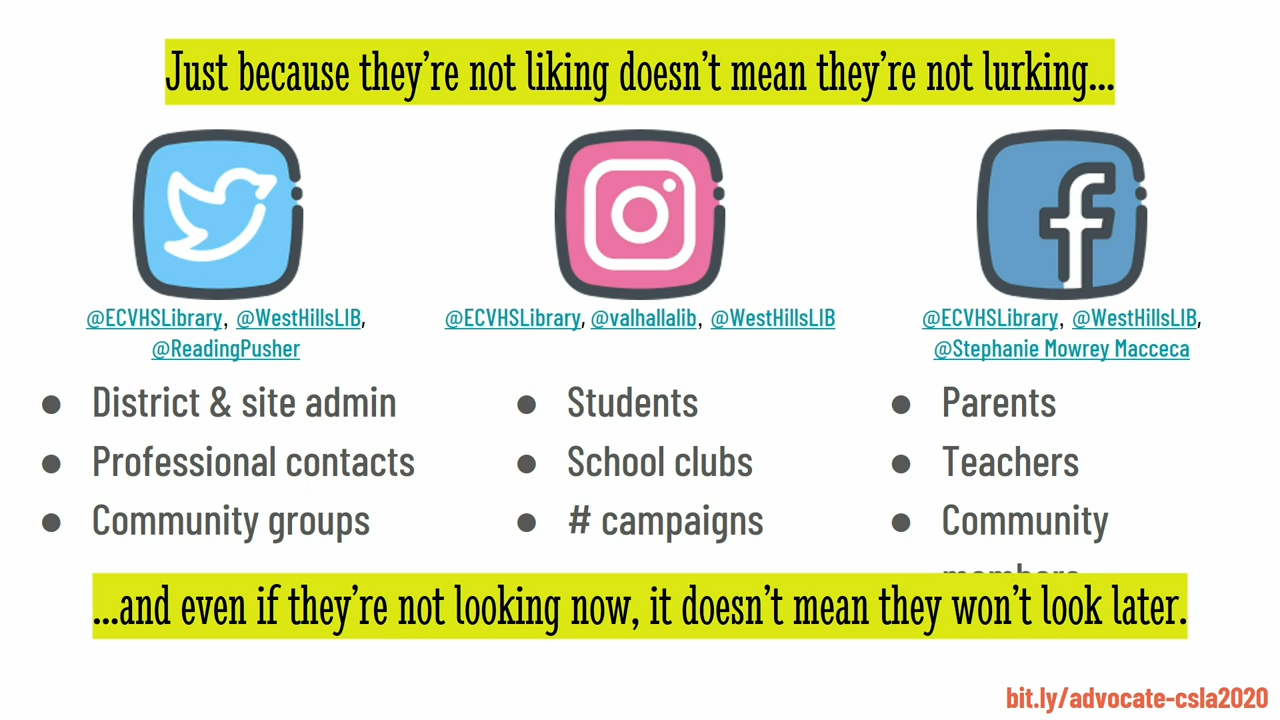 Just because they're not liking doesn't mean they're not lurking...
@ECVHSLibrary, @WestHillsLIB,
@ReadingPusher
● District & site admin
● Professional contacts
● Community groups
@ECVHSLibrary, @valhallalib, @WestHillsLIB
● Students
● School clubs
● # campaigns
@ECVHSLibrary, @WestHillsLIB,
@Stephanie Mowrey Macceca
● Parents
● Teachers
● Community
members
...and even if they're not looking now, it doesn't mean they won't look later.
bit.ly/advocate-csla2020